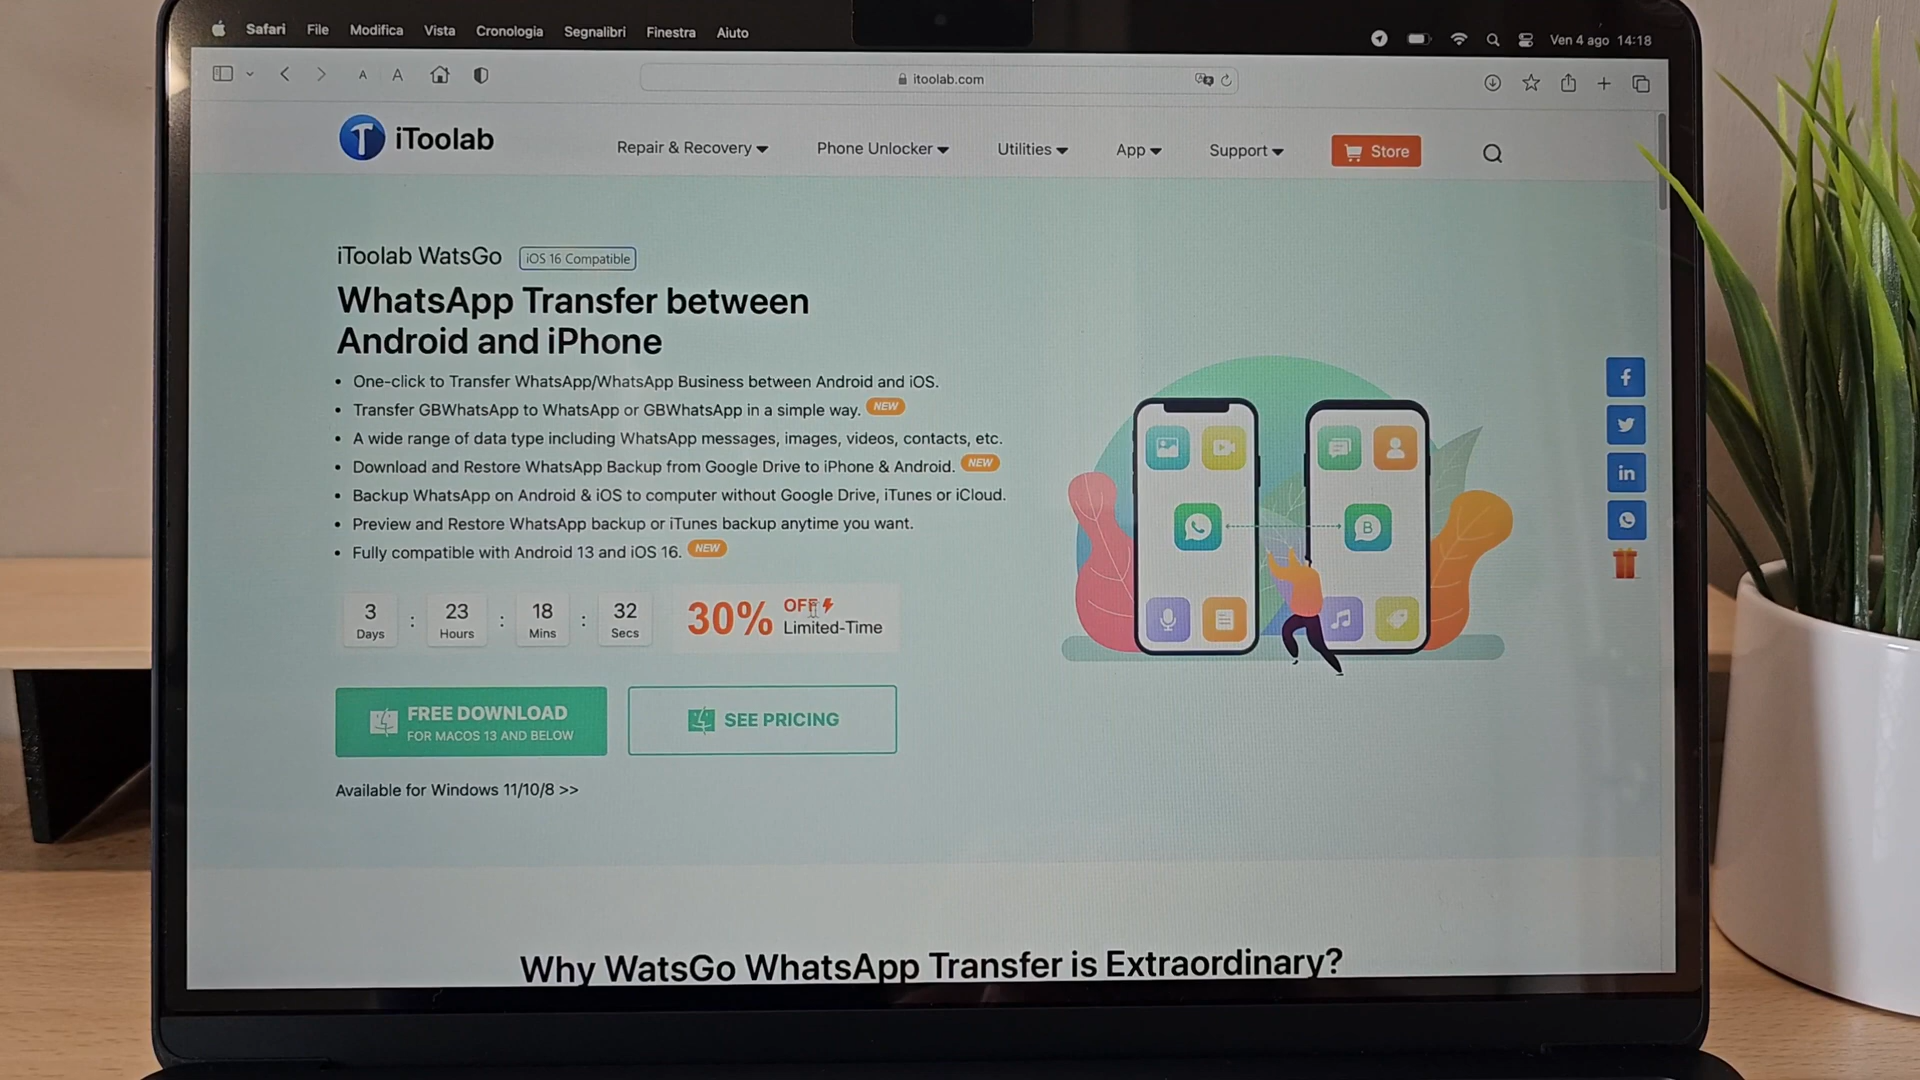 Safari File Modifica Vista Cronologia Segnalibri Finestra Aiuto
Ven 4 ago 14:18
A A
itoolab.com
iToolab
Repair & Recovery
Phone Unlocker
Utilities
App
Support
Store
iToolab WatsGo
iOS 16 Compatible
WhatsApp Transfer between
Android and iPhone
• One-click to Transfer WhatsApp/WhatsApp Business between Android and iOS.
• Transfer GBWhatsApp to WhatsApp or GBWhatsApp in a simple way. NEW
• A wide range of data type including WhatsApp messages, images, videos, contacts, etc.
• Download and Restore WhatsApp Backup from Google Drive to iPhone & Android. NEW
• Backup WhatsApp on Android & iOS to computer without Google Drive, iTunes or iCloud.
• Preview and Restore WhatsApp backup or iTunes backup anytime you want.
• Fully compatible with Android 13 and iOS 16. NEW
3 : 23 : 18 : 32
Days Hours Mins Secs
30% OFF
Limited-Time
FREE DOWNLOAD
FOR MACOS 13 AND BELOW
SEE PRICING
Available for Windows 11/10/8 >>
B
f
in
Why WatsGo WhatsApp Transfer is Extraordinary?